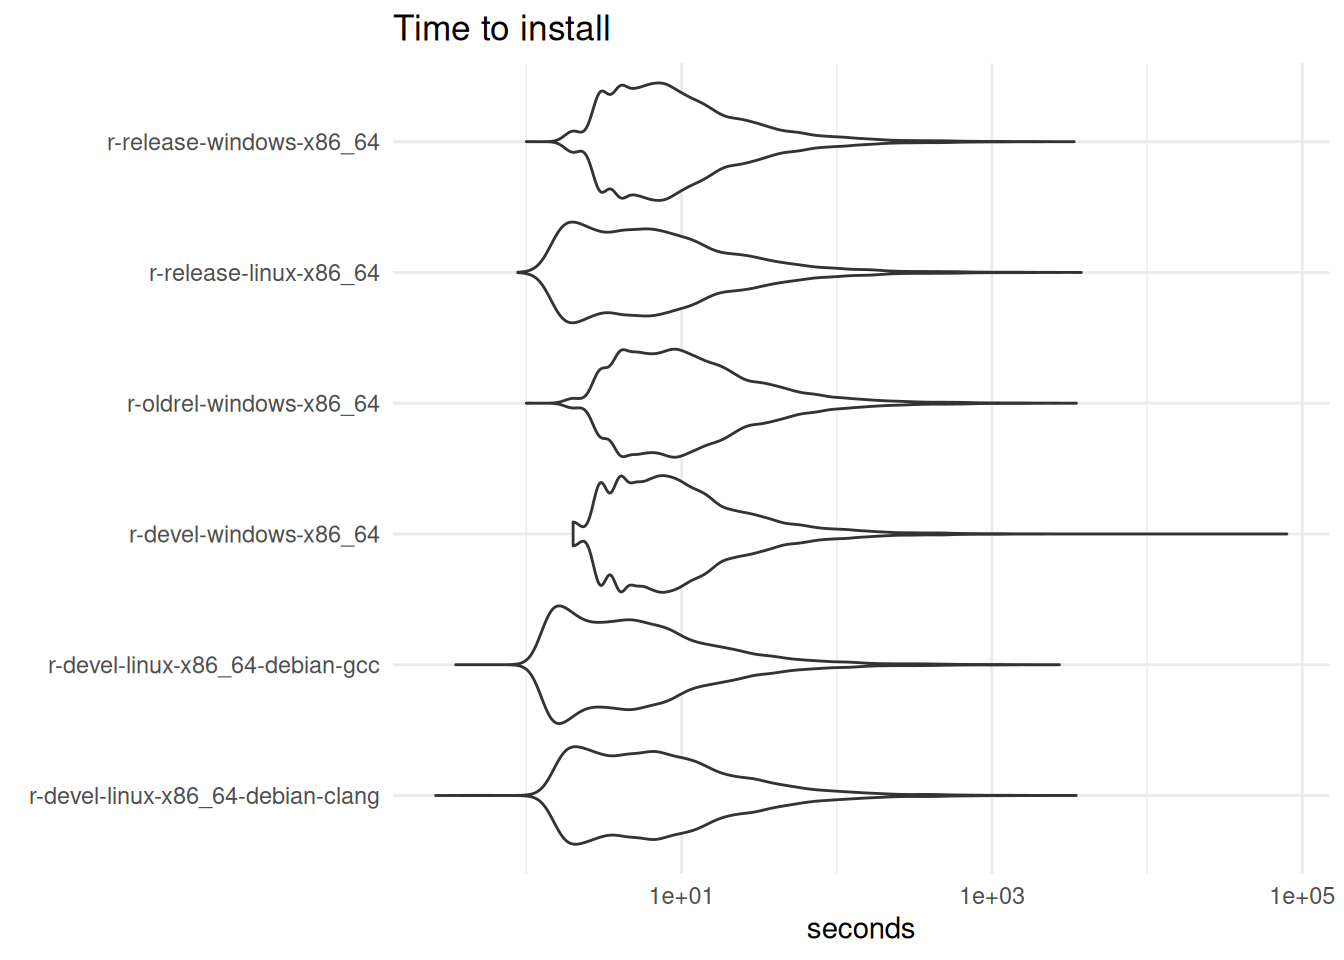 Time to install
r-release-windows-x86_64
r-release-linux-x86_64
r-oldrel-windows-x86_64
r-devel-windows-x86_64
r-devel-linux-x86_64-debian-gcc
r-devel-linux-x86_64-debian-clang
1e+01 1e+03 1e+05
seconds